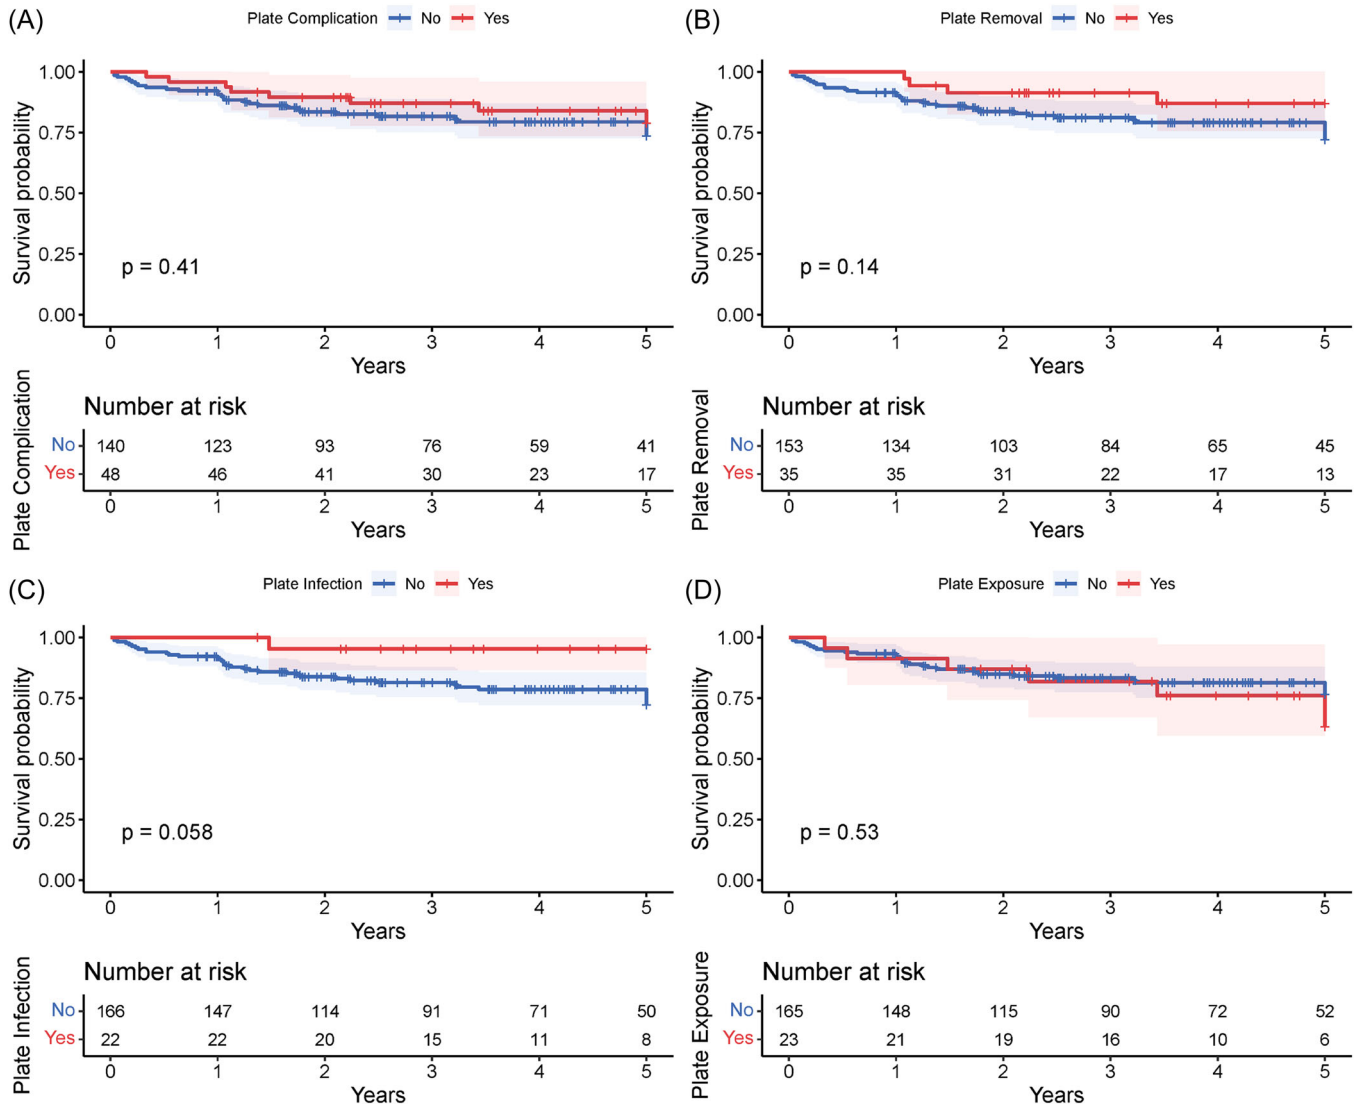 (A) Plate Complication No Yes
Survival probability
1.00
0.75
0.50
0.25
0.00
p = 0.41
0 1 2 3 4 5
Years
Plate Complication
Number at risk
No 140 123 93 76 59 41
Yes 48 46 41 30 23 17
0 1 2 3 4 5
Years
(B) Plate Removal No Yes
Survival probability
1.00
0.75
0.50
0.25
0.00
p = 0.14
0 1 2 3 4 5
Years
Plate Removal
Number at risk
No 153 134 103 84 65 45
Yes 35 35 31 22 17 13
0 1 2 3 4 5
Years
(C) Plate Infection No Yes
Survival probability
1.00
0.75
0.50
0.25
0.00
p = 0.058
0 1 2 3 4 5
Years
Plate Infection
Number at risk
No 166 147 114 91 71 50
Yes 22 22 20 15 11 8
0 1 2 3 4 5
Years
(D) Plate Exposure No Yes
Survival probability
1.00
0.75
0.50
0.25
0.00
p = 0.53
0 1 2 3 4 5
Years
Plate Exposure
Number at risk
No 165 148 115 90 72 52
Yes 23 21 19 16 10 6
0 1 2 3 4 5
Years